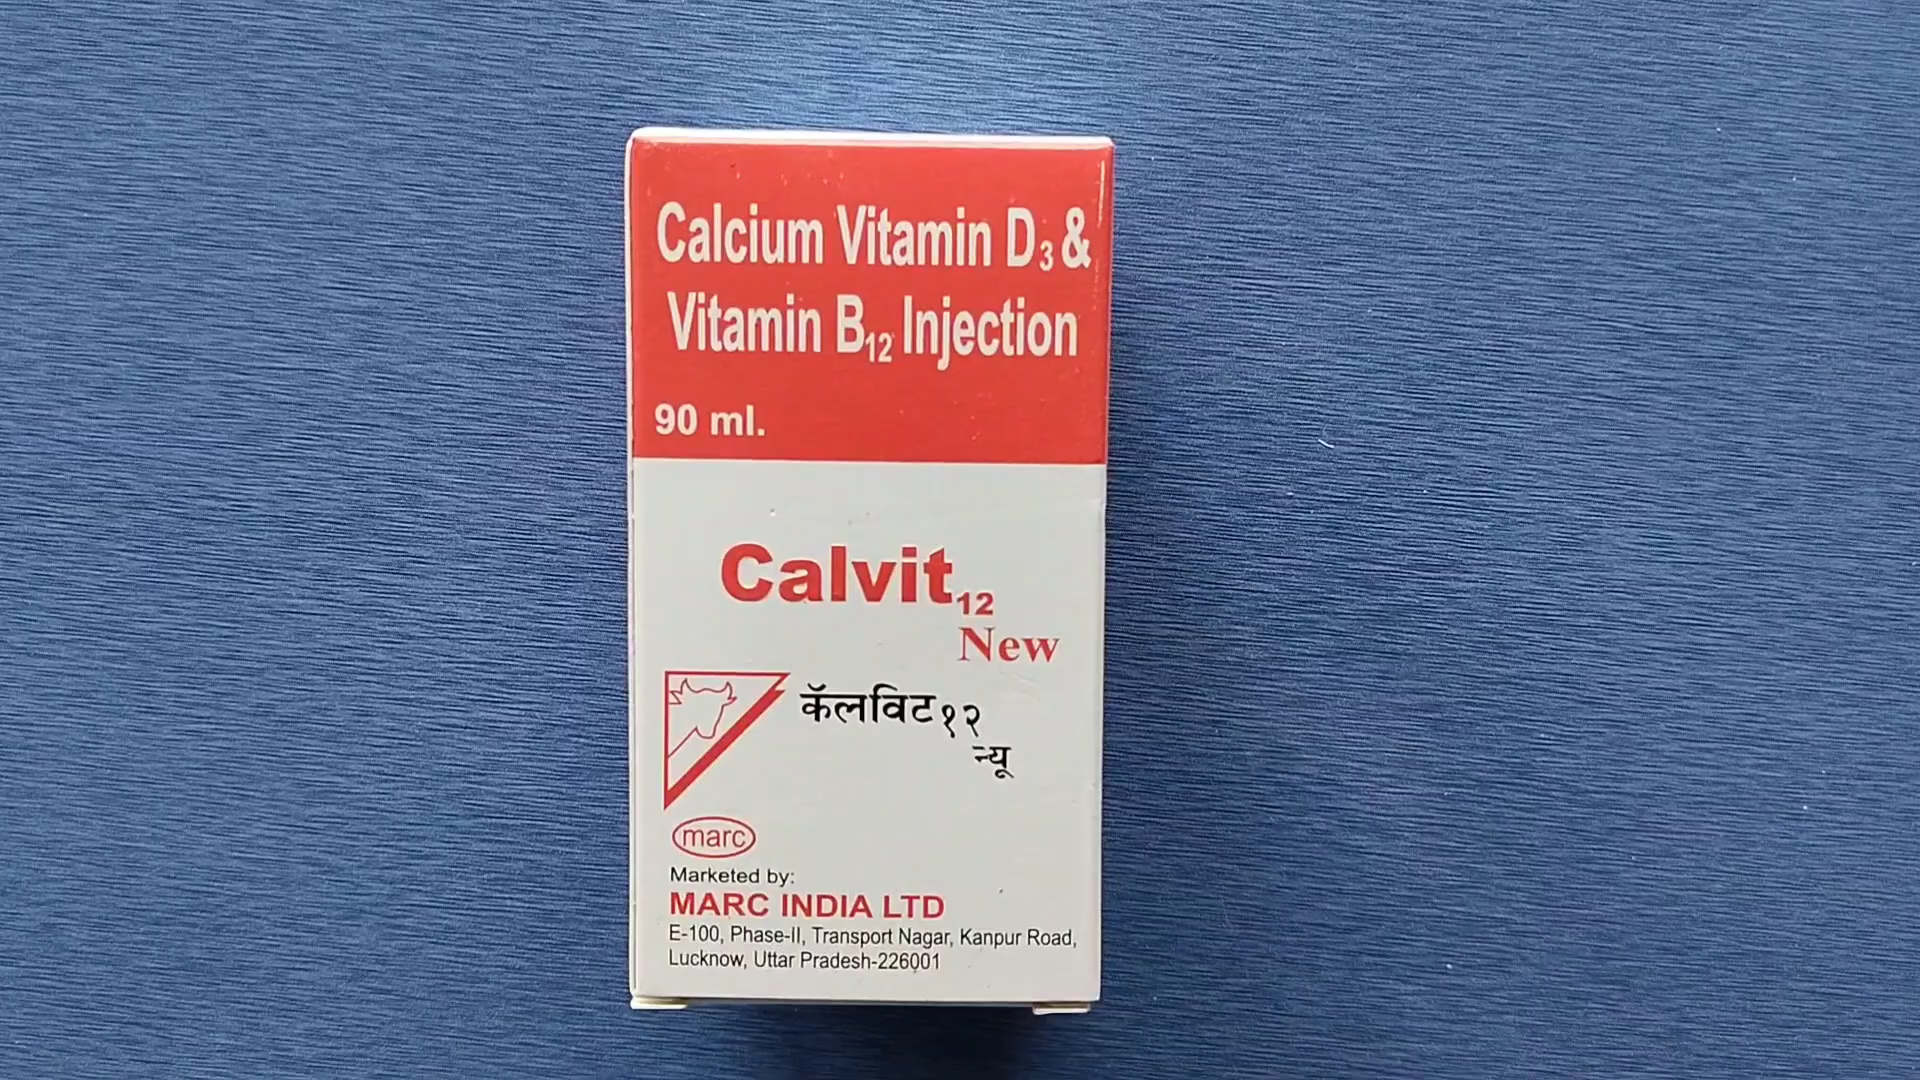 Calcium Vitamin D3 &
Vitamin B12 Injection
90 ml.
Calvit12
New
कॅलविट१२
न्यू
marc
Marketed by:
MARC INDIA LTD
E-100, Phase-II, Transport Nagar, Kanpur Road,
Lucknow, Uttar Pradesh-226001